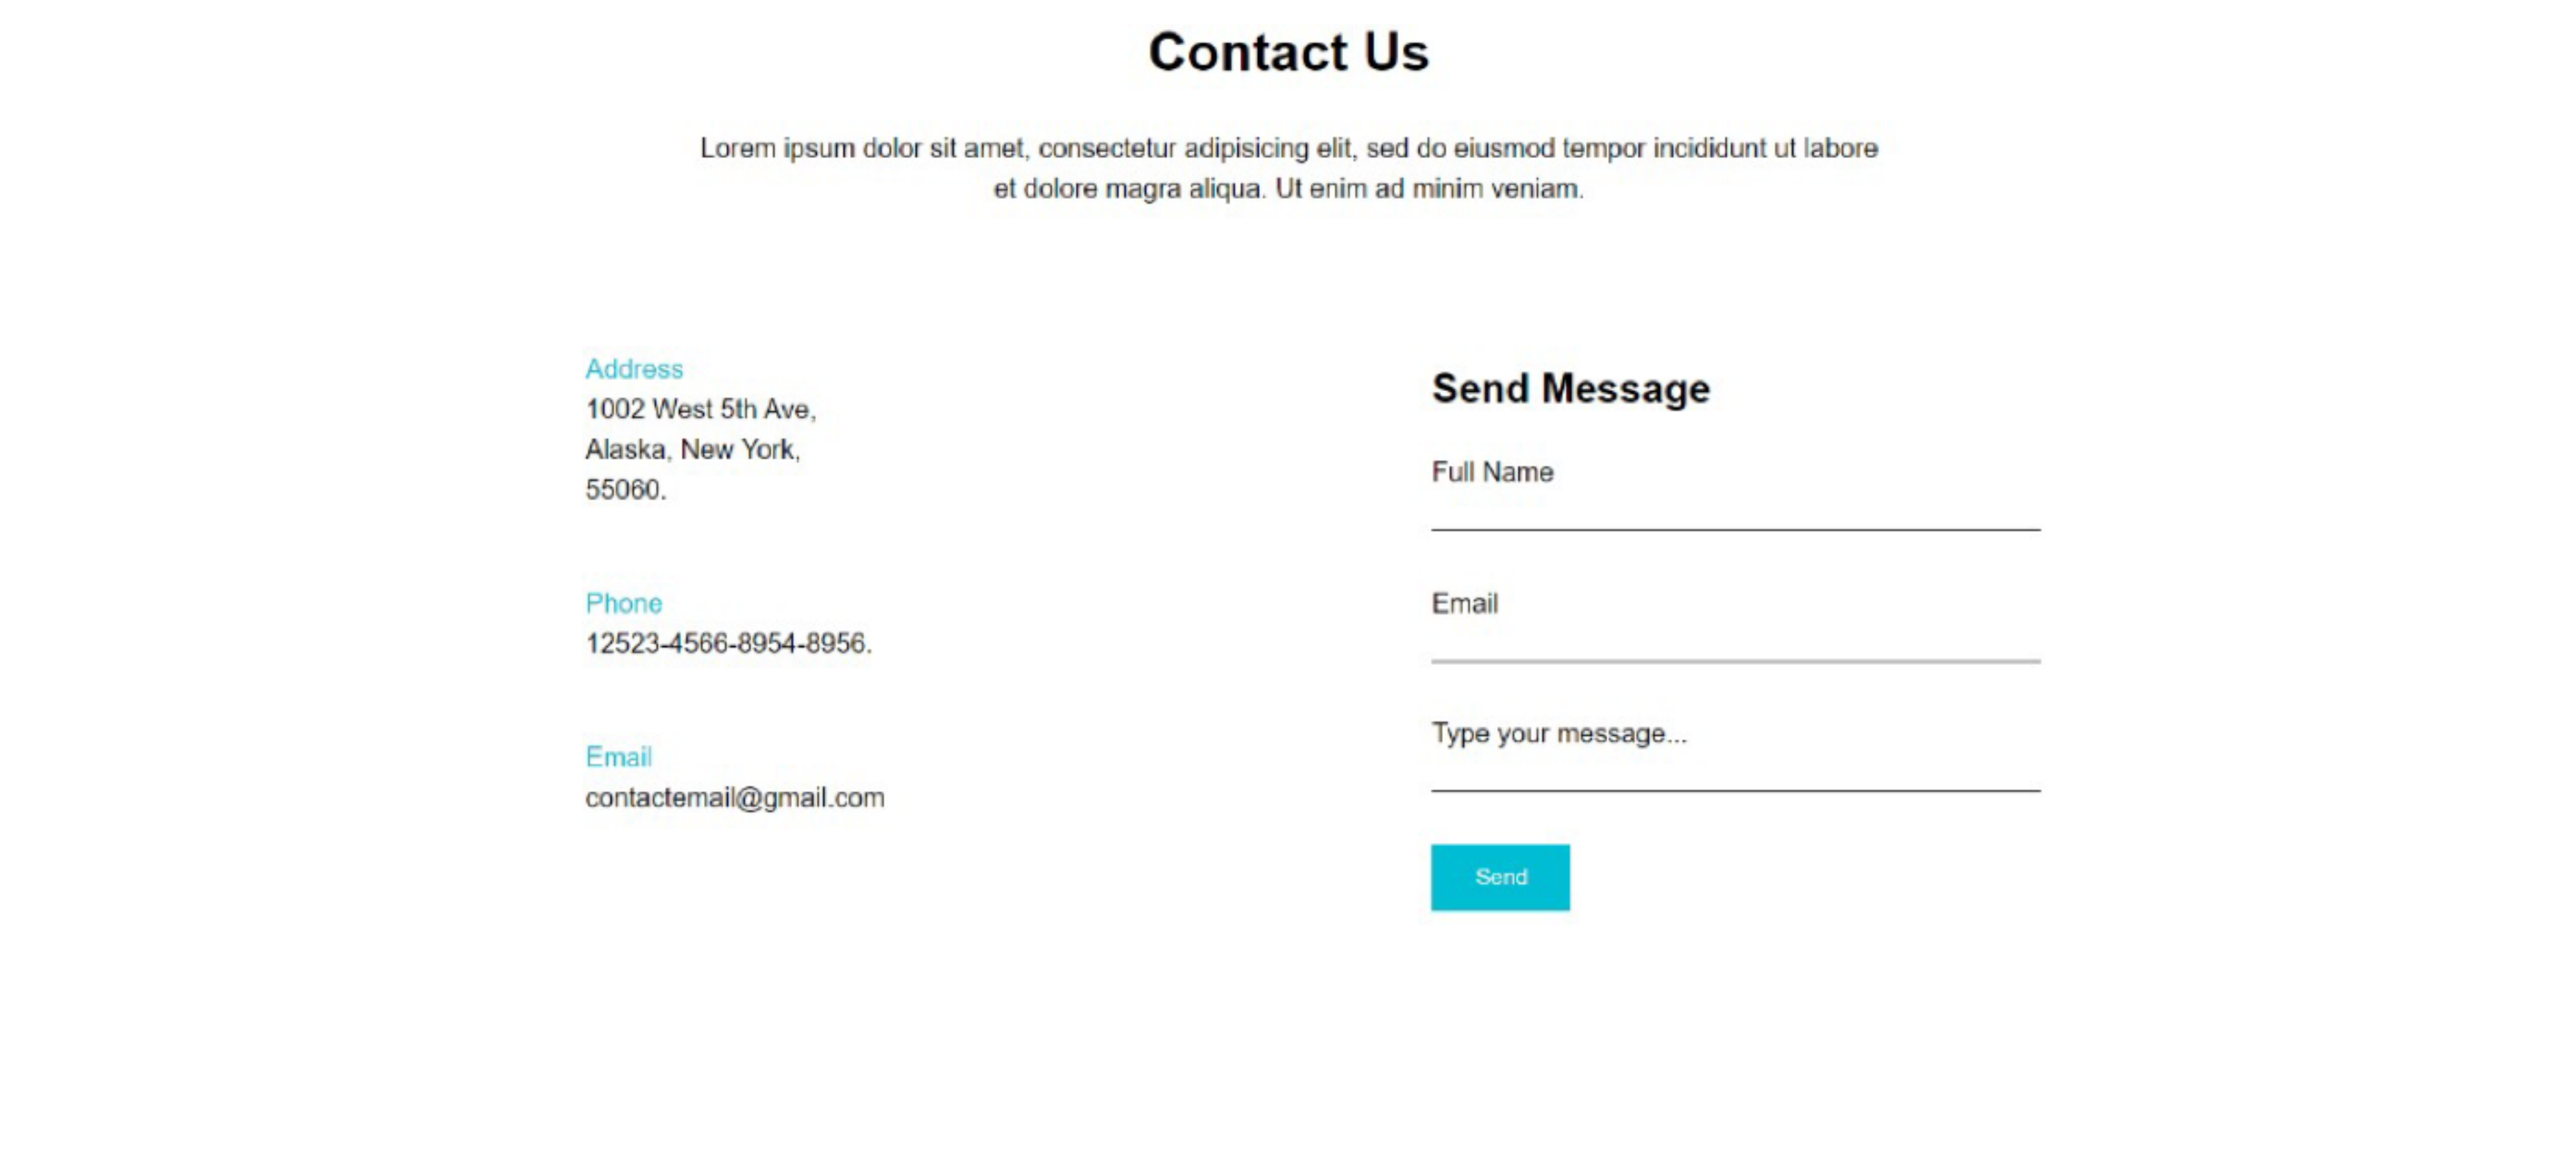 Contact Us
Lorem ipsum dolor sit amet, consectetur adipisicing elit, sed do eiusmod tempor incididunt ut labore
et dolore magra aliqua. Ut enim ad minim veniam.
Address
1002 West 5th Ave,
Alaska, New York,
55060.
Phone
12523-4566-8954-8956.
Email
contactemail@gmail.com
Send Message
Full Name
Email
Type your message...
Send